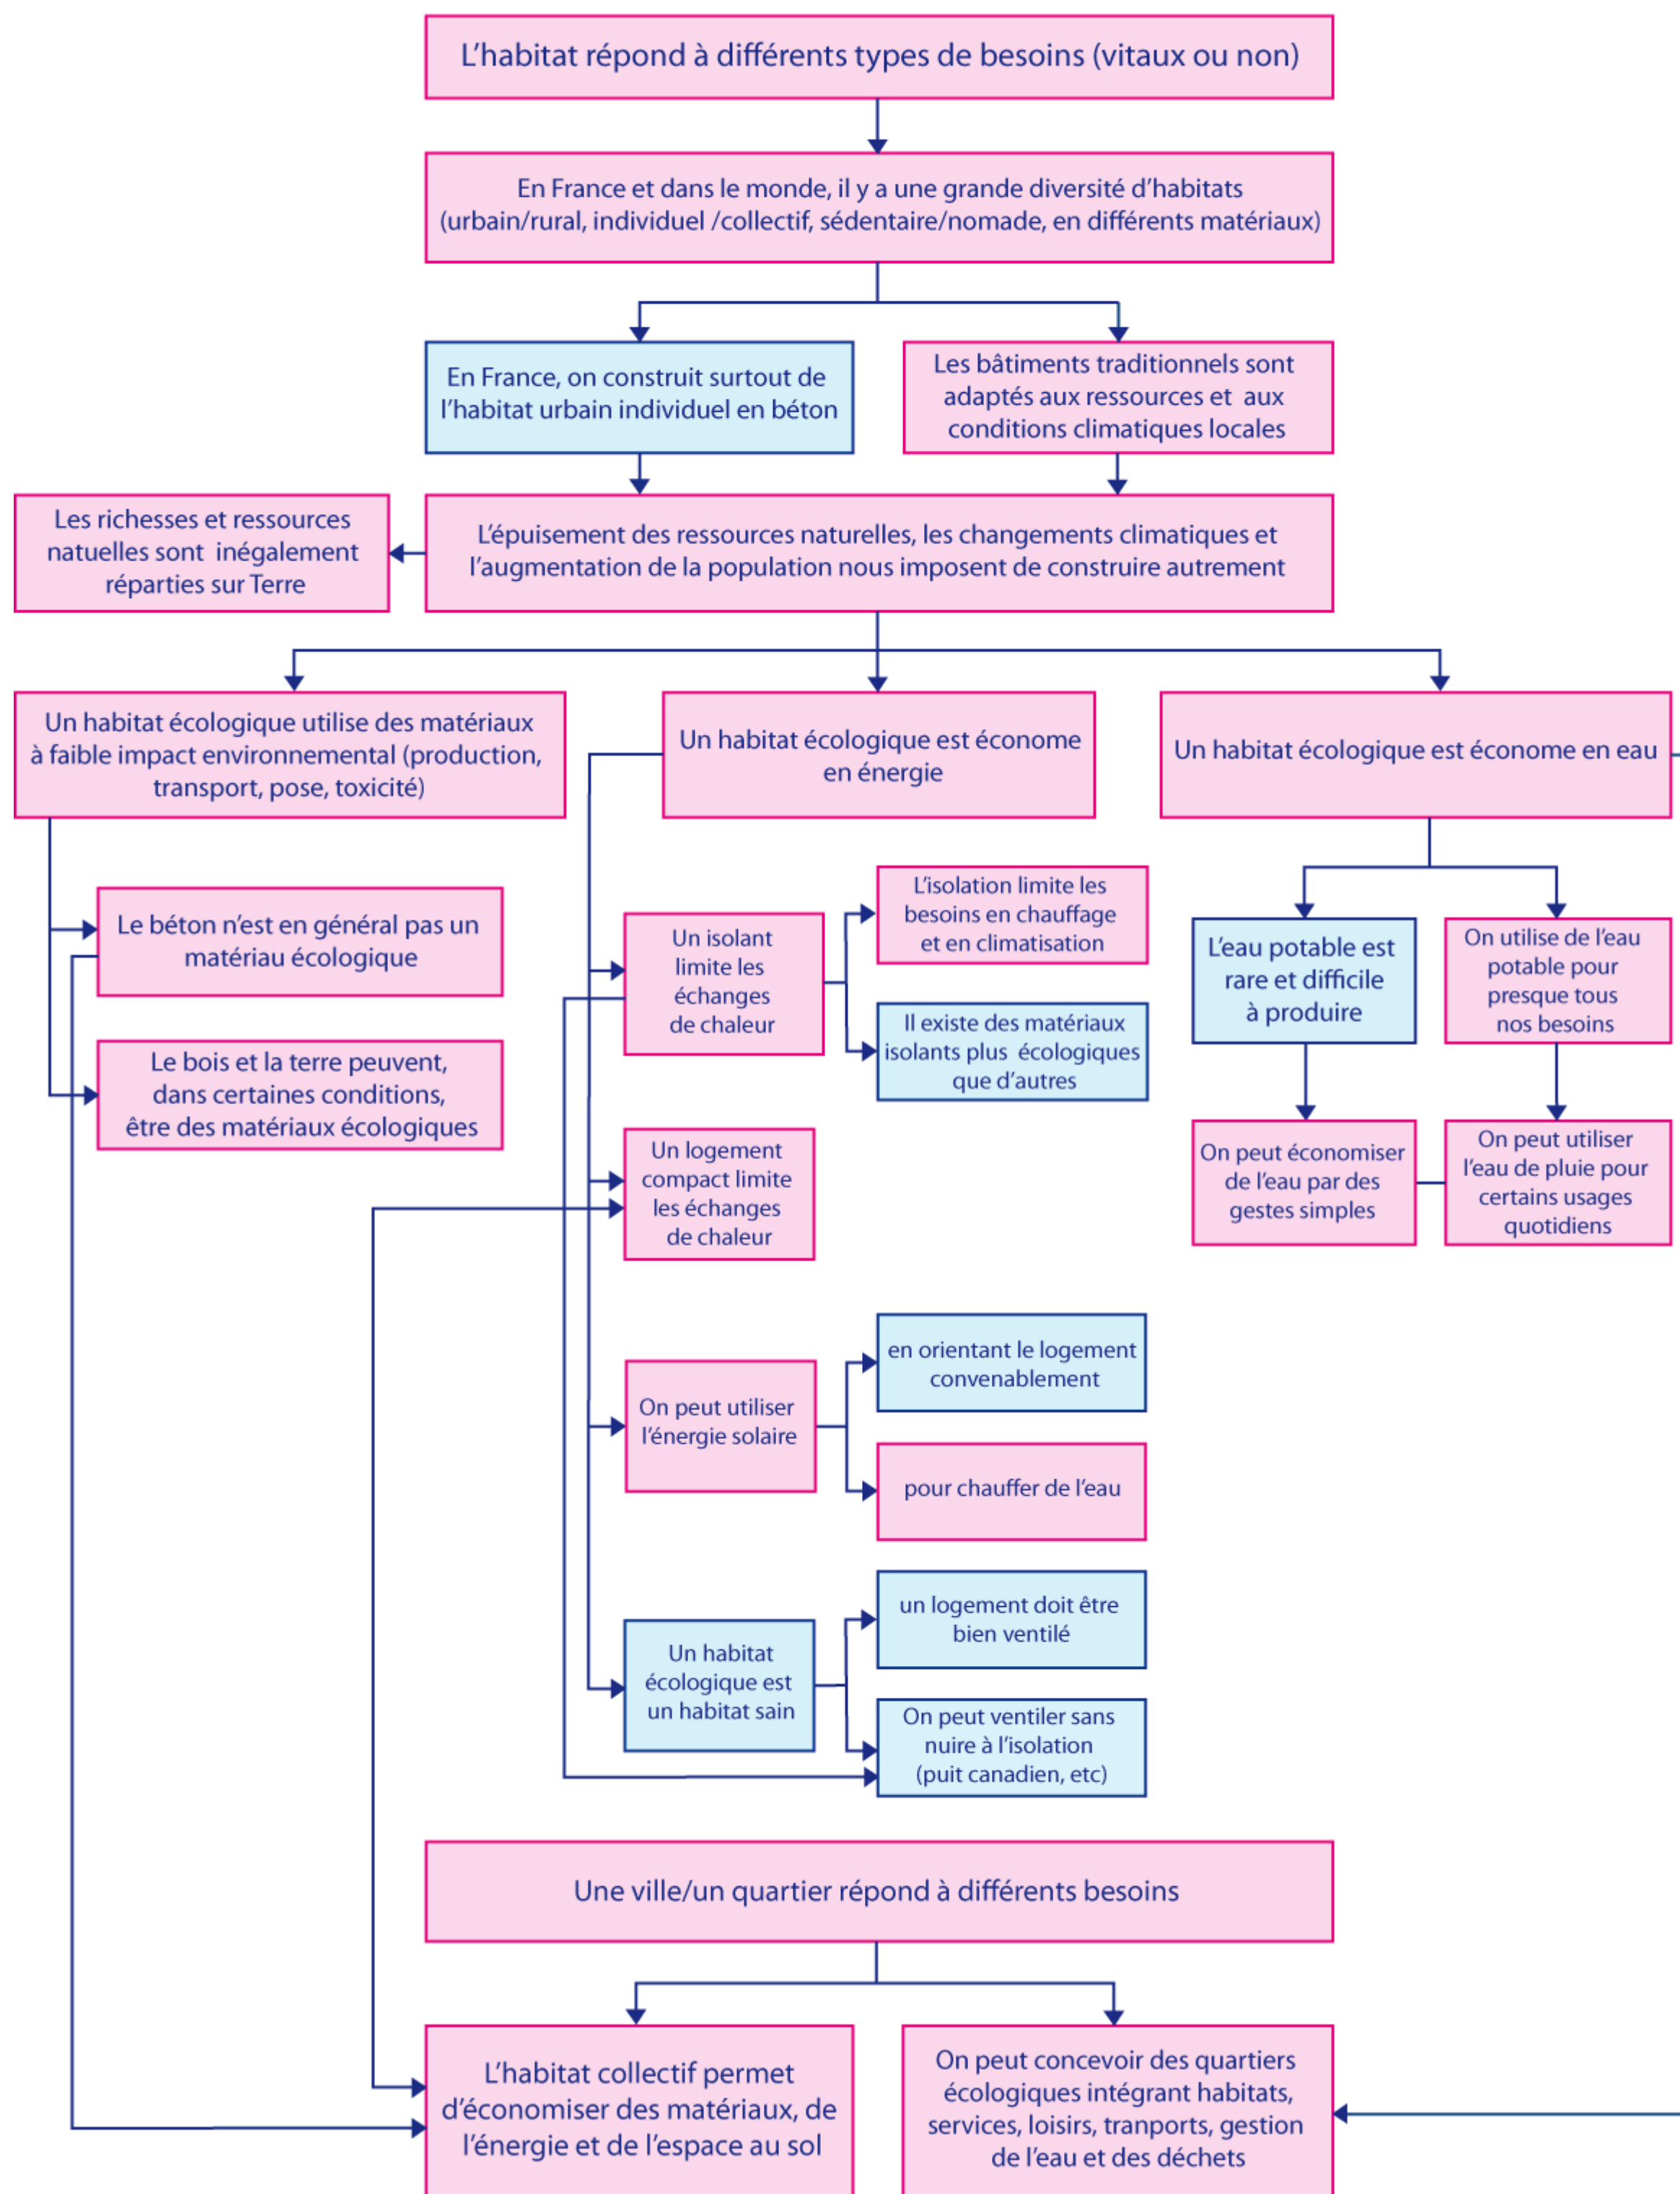 L'habitat répond à différents types de besoins (vitaux ou non)
En France et dans le monde, il y a une grande diversité d'habitats
(urbain/rural, individuel /collectif, sédentaire/nomade, en différents matériaux)
En France, on construit surtout de
l'habitat urbain individuel en béton
Les bâtiments traditionnels sont
adaptés aux ressources et  aux
conditions climatiques locales
Les richesses et ressources
natuelles sont  inégalement
réparties sur Terre
L'épuisement des ressources naturelles, les changements climatiques et
l'augmentation de la population nous imposent de construire autrement
Un habitat écologique utilise des matériaux
à faible impact environnemental (production,
transport, pose, toxicité)
Un habitat écologique est économe
en énergie
Un habitat écologique est économe en eau
Le béton n'est en général pas un
matériau écologique
Le bois et la terre peuvent,
dans certaines conditions,
être des matériaux écologiques
Un isolant
limite les
échanges
de chaleur
L'isolation limite les
besoins en chauffage
et en climatisation
Il existe des matériaux
isolants plus  écologiques
que d'autres
L'eau potable est
rare et difficile
à produire
On utilise de l'eau
potable pour
presque tous
nos besoins
On peut économiser
de l'eau par des
gestes simples
On peut utiliser
l'eau de pluie pour
certains usages
quotidiens
Un logement
compact limite
les échanges
de chaleur
On peut utiliser
l'énergie solaire
en orientant le logement
convenablement
pour chauffer de l'eau
Un habitat
écologique est
un habitat sain
un logement doit être
bien ventilé
On peut ventiler sans
nuire à l'isolation
(puit canadien, etc)
Une ville/un quartier répond à différents besoins
L'habitat collectif permet
d'économiser des matériaux, de
l'énergie et de l'espace au sol
On peut concevoir des quartiers
écologiques intégrant habitats,
services, loisirs, tranports, gestion
de l'eau et des déchets